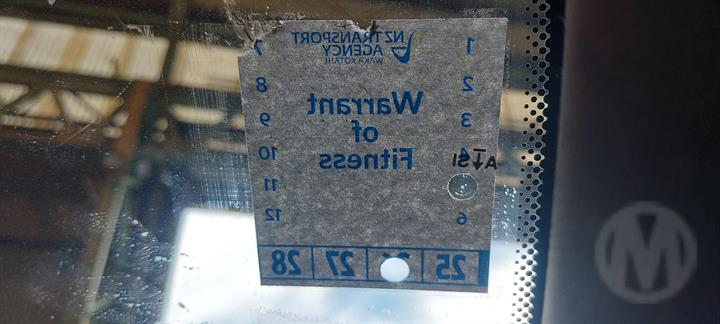 NZ TRANSPORT
AGENCY
WAKA KOTAHI
1
7
2
8
Warrant
3
9
of
4
10
Fitness
11
6
12
25
27
28
M